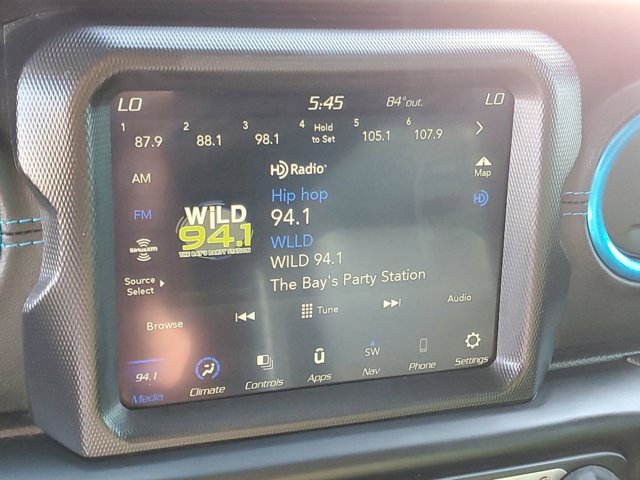 LO 5:45 84°out. LO
1 87.9 2 88.1 3 98.1 4 Hold to Set 5 105.1 6 107.9
AM
FM
SiriusXM
Source
Select
Browse
WiLD
94.1
THE BAY'S PARTY STATION
HD Radio
Hip hop
94.1
WLLD
WILD 94.1
The Bay's Party Station
Map
HD
Tune
Audio
94.1
Media
Climate
Controls
Apps
SW
Nav
Phone
Settings